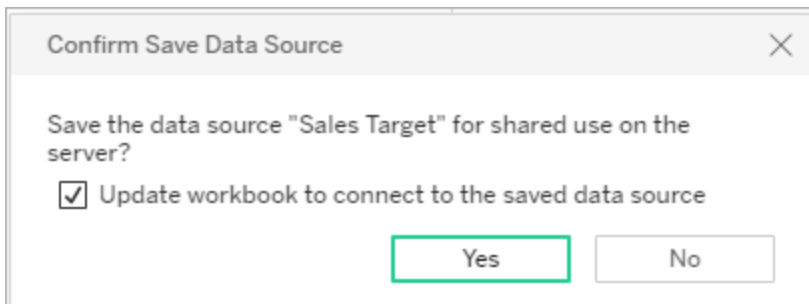 Confirm Save Data Source
Save the data source "Sales Target" for shared use on the
server?
Update workbook to connect to the saved data source
Yes
No